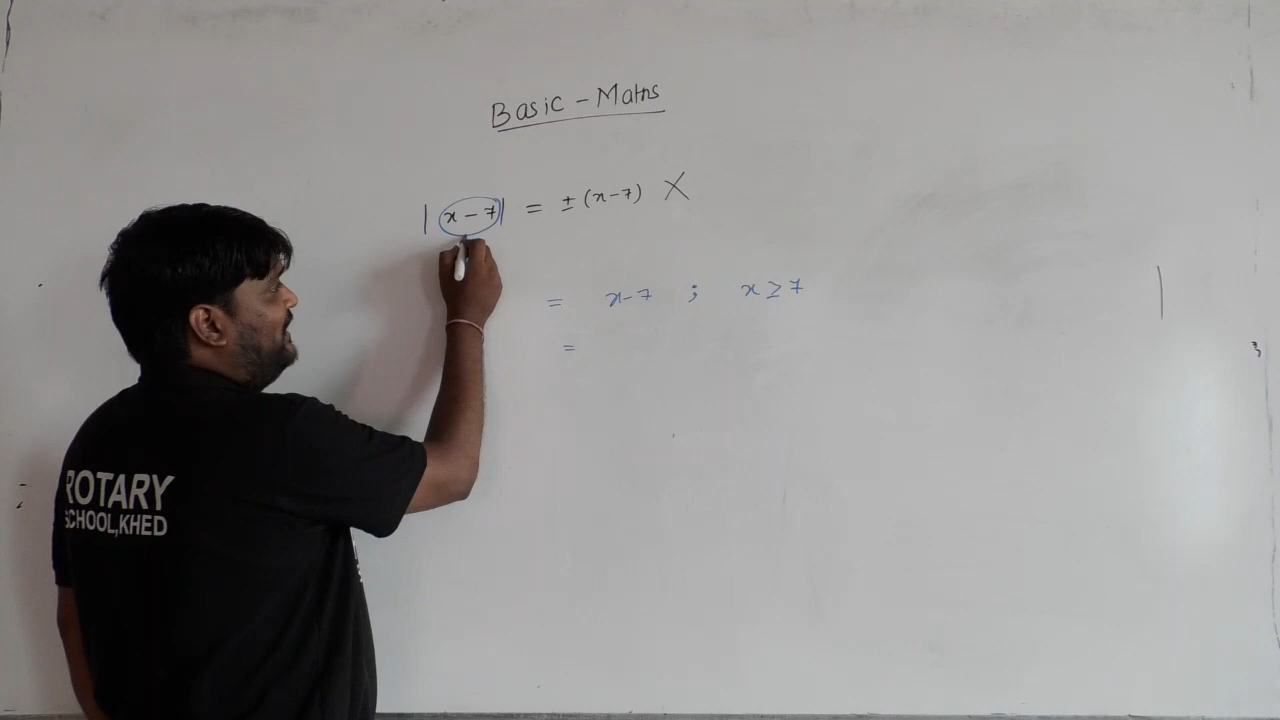 Basic - Maths
|x-7| = ±(x-7) X
= x-7 ; x ≥ 7
=
ROTARY
SCHOOL,KHED